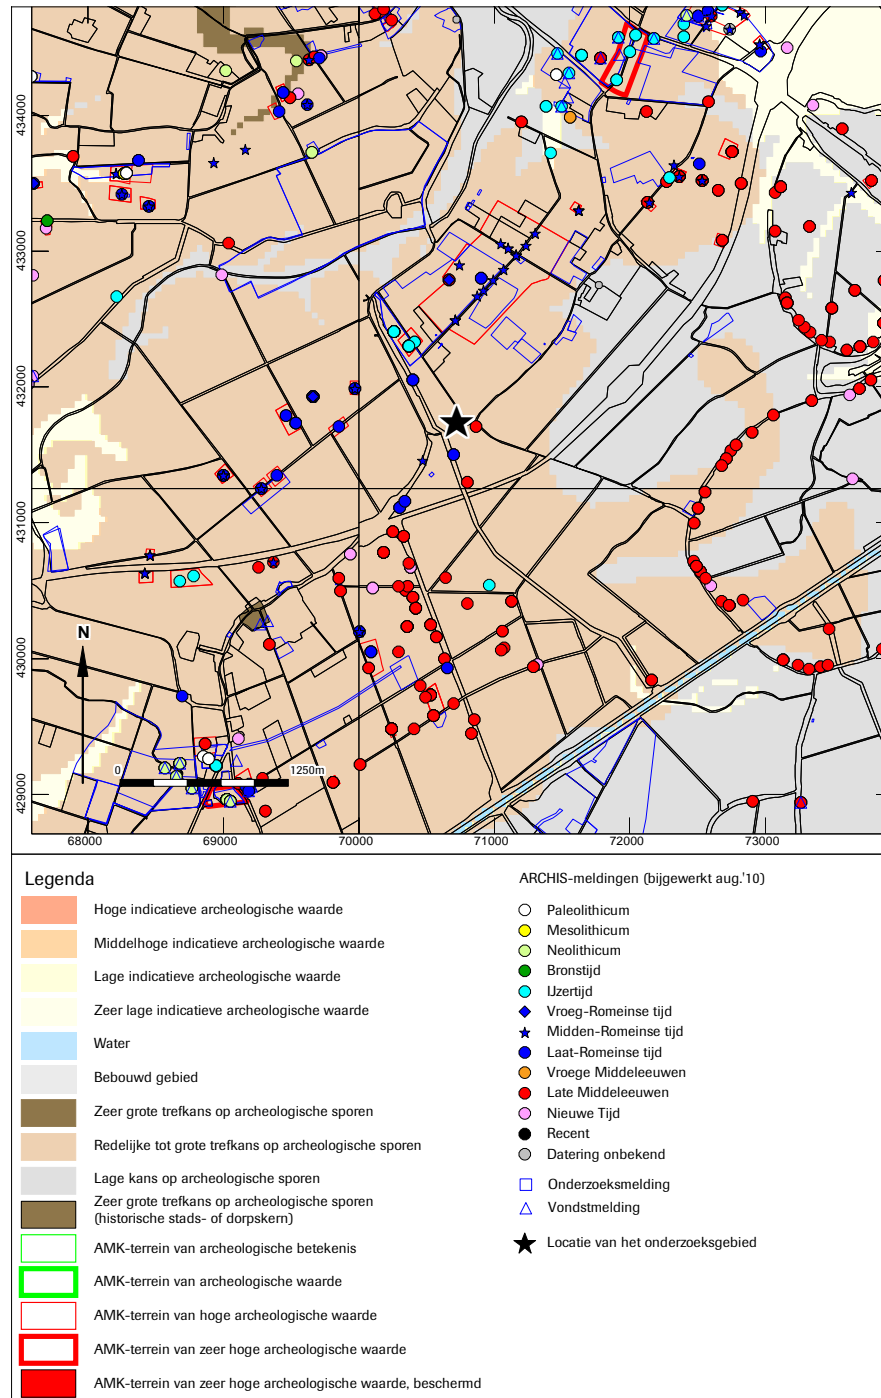 434000
433000
432000
431000
430000
429000
N
0 1250m
68000 69000 70000 71000 72000 73000
Legenda
Hoge indicatieve archeologische waarde
Middelhoge indicatieve archeologische waarde
Lage indicatieve archeologische waarde
Zeer lage indicatieve archeologische waarde
Water
Bebouwd gebied
Zeer grote trefkans op archeologische sporen
Redelijke tot grote trefkans op archeologische sporen
Lage kans op archeologische sporen
Zeer grote trefkans op archeologische sporen
(historische stads- of dorpskern)
AMK-terrein van archeologische betekenis
AMK-terrein van archeologische waarde
AMK-terrein van hoge archeologische waarde
AMK-terrein van zeer hoge archeologische waarde
AMK-terrein van zeer hoge archeologische waarde, beschermd
ARCHIS-meldingen (bijgewerkt aug.'10)
Paleolithicum
Mesolithicum
Neolithicum
Bronstijd
IJzertijd
Vroeg-Romeinse tijd
Midden-Romeinse tijd
Laat-Romeinse tijd
Vroege Middeleeuwen
Late Middeleeuwen
Nieuwe Tijd
Recent
Datering onbekend
Onderzoeksmelding
Vondstmelding
Locatie van het onderzoeksgebied